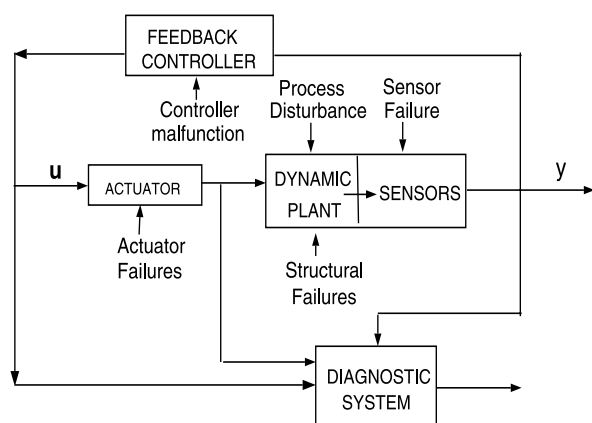 FEEDBACK
CONTROLLER
Controller
malfunction
Process
Disturbance
Sensor
Failure
u
ACTUATOR
DYNAMIC
PLANT
SENSORS
y
Actuator
Failures
Structural
Failures
DIAGNOSTIC
SYSTEM